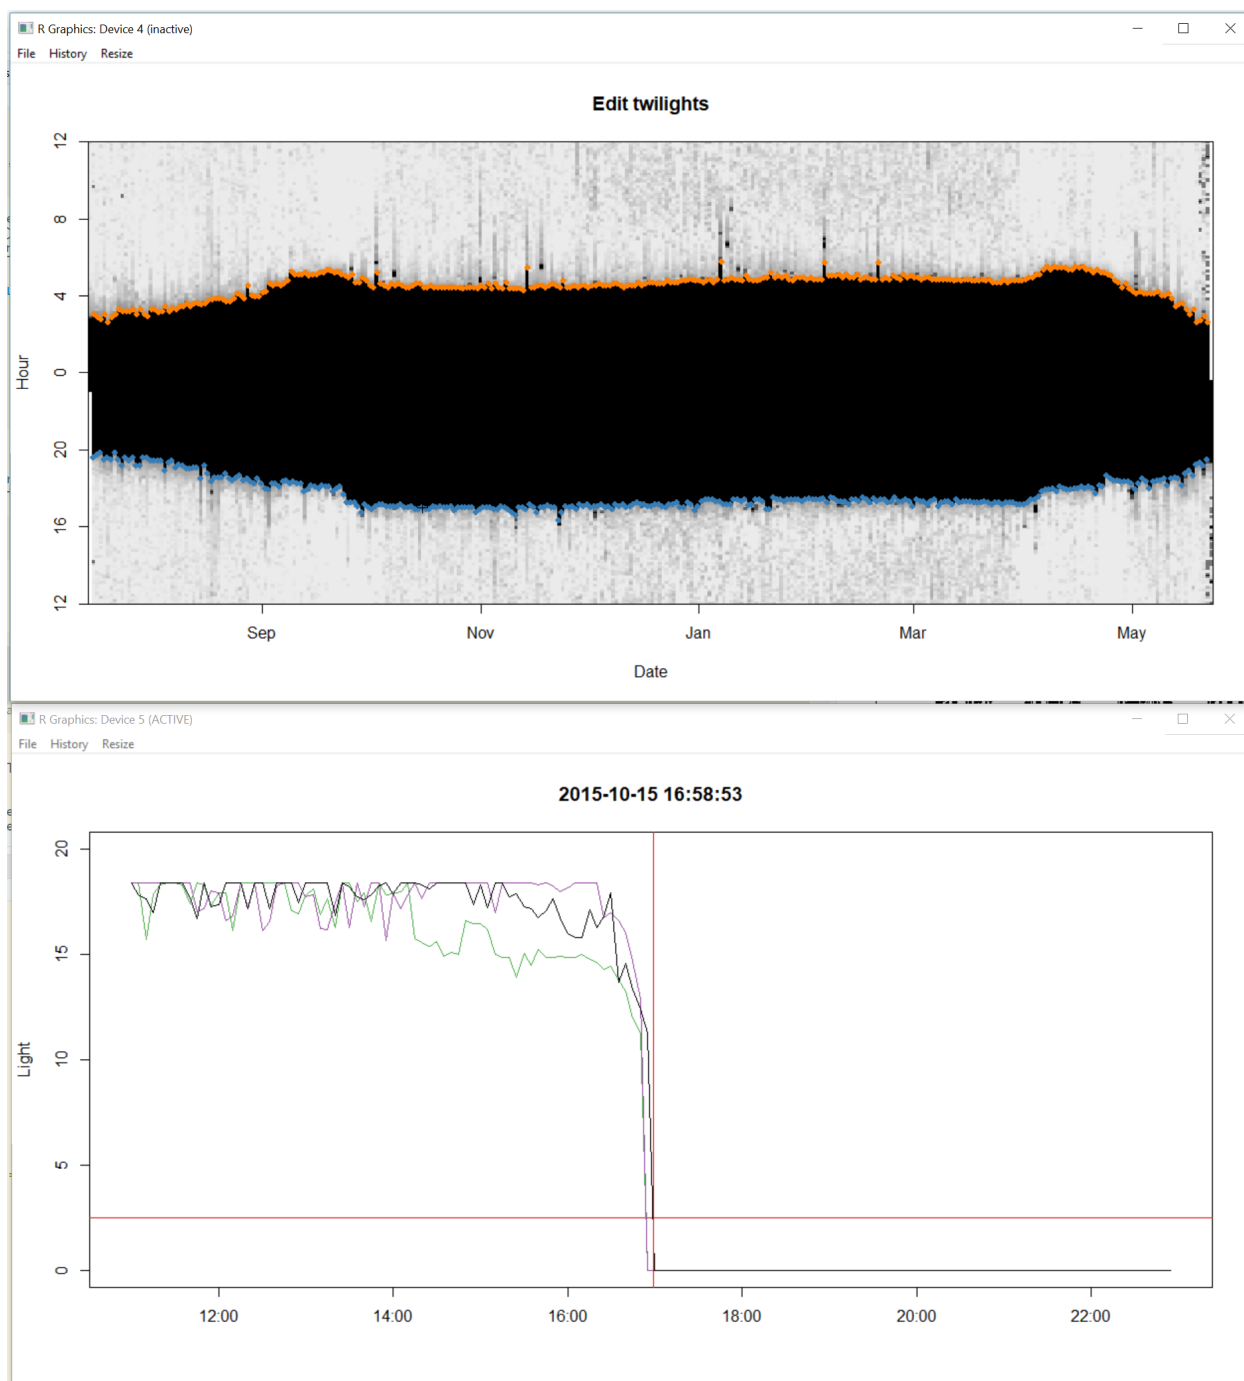 R Graphics: Device 4 (inactive)
File History Resize
Edit twilights
12
8
4
0
20
16
12
Hour
Sep Nov Jan Mar May
Date
R Graphics: Device 5 (ACTIVE)
File History Resize
2015-10-15 16:58:53
20
15
10
5
0
Light
12:00 14:00 16:00 18:00 20:00 22:00